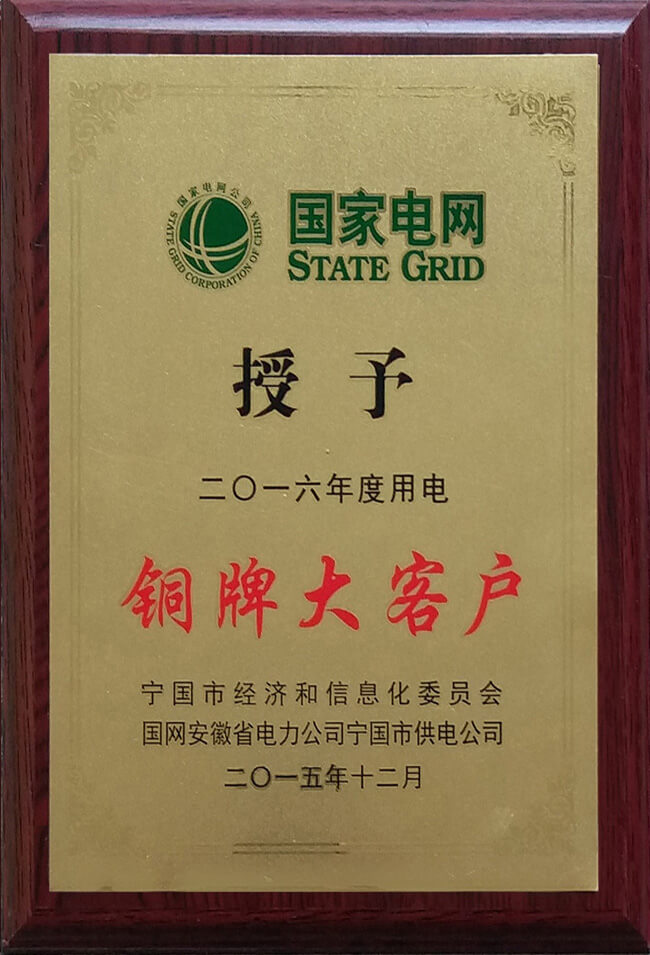 国家电网公司
STATE GRID CORPORATION OF CHINA
国家电网
STATE GRID
授予
二〇一六年度用电
铜牌大客户
宁国市经济和信息化委员会
国网安徽省电力公司宁国市供电公司
二〇一五年十二月